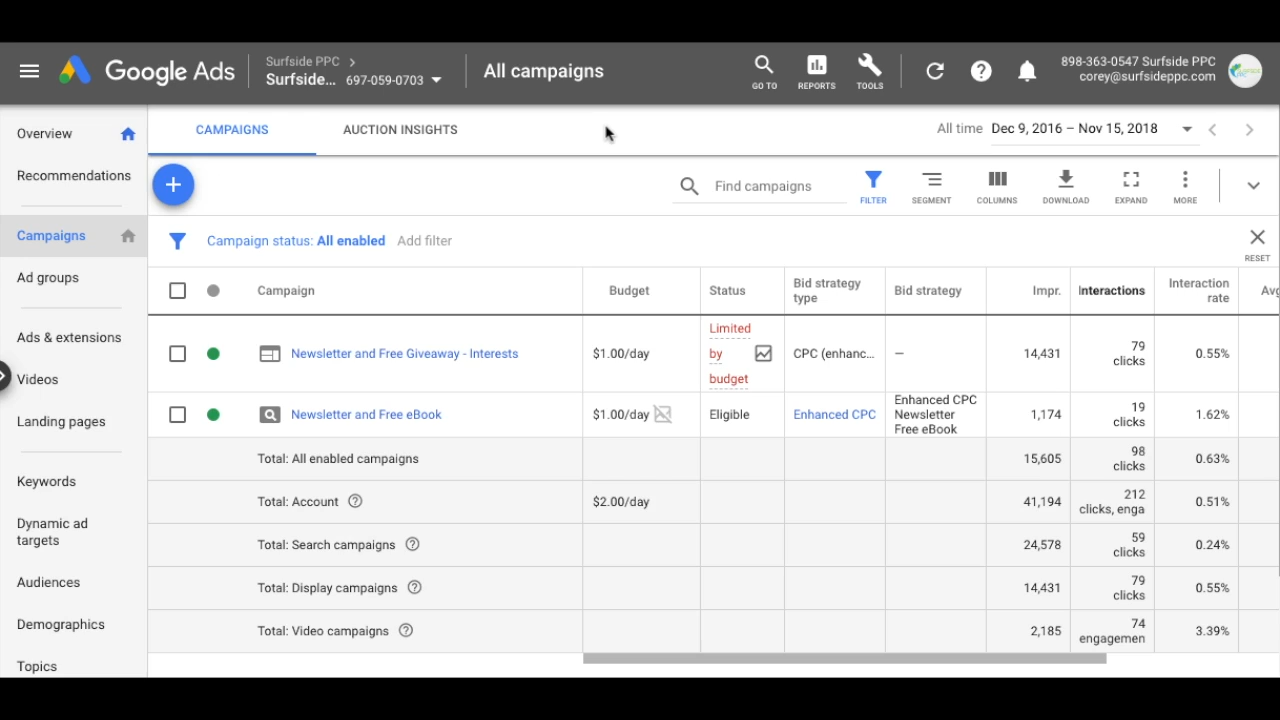 Google Ads
Surfside PPC >
Surfside... 697-059-0703
All campaigns
GO TO
REPORTS
TOOLS
898-363-0547 Surfside PPC
corey@surfsideppc.com
Overview
Recommendations
Campaigns
Ad groups
Ads & extensions
Videos
Landing pages
Keywords
Dynamic ad
targets
Audiences
Demographics
Topics
CAMPAIGNS
AUCTION INSIGHTS
All time Dec 9, 2016 – Nov 15, 2018
Find campaigns
FILTER
SEGMENT
COLUMNS
DOWNLOAD
EXPAND
MORE
Campaign status: All enabled Add filter
RESET
Campaign
Budget
Status
Bid strategy
type
Bid strategy
Impr.
Interactions
Interaction
rate
Avg
Newsletter and Free Giveaway - Interests
$1.00/day
Limited
by
budget
CPC (enhanc...
—
14,431
79
clicks
0.55%
Newsletter and Free eBook
$1.00/day
Eligible
Enhanced CPC
Enhanced CPC
Newsletter
Free eBook
1,174
19
clicks
1.62%
Total: All enabled campaigns
15,605
98
clicks
0.63%
Total: Account
$2.00/day
41,194
212
clicks, enga
0.51%
Total: Search campaigns
24,578
59
clicks
0.24%
Total: Display campaigns
14,431
79
clicks
0.55%
Total: Video campaigns
2,185
74
engagemen
3.39%